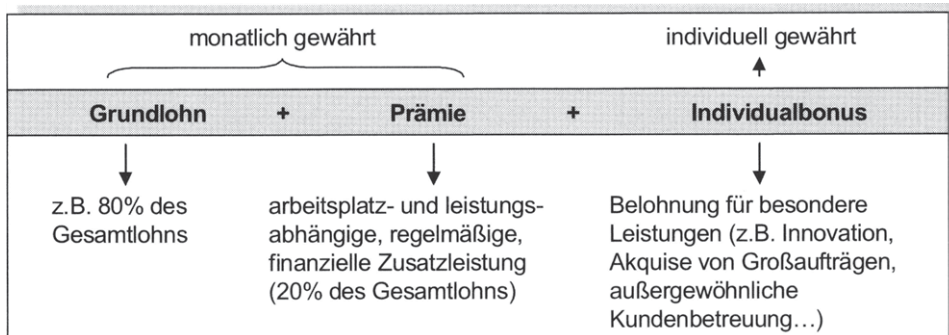 monatlich gewährt individuell gewährt
Grundlohn + Prämie + Individualbonus
z.B. 80% des
Gesamtlohns
arbeitsplatz- und leistungs-
abhängige, regelmäßige,
finanzielle Zusatzleistung
(20% des Gesamtlohns)
Belohnung für besondere
Leistungen (z.B. Innovation,
Akquise von Großaufträgen,
außergewöhnliche
Kundenbetreuung…)